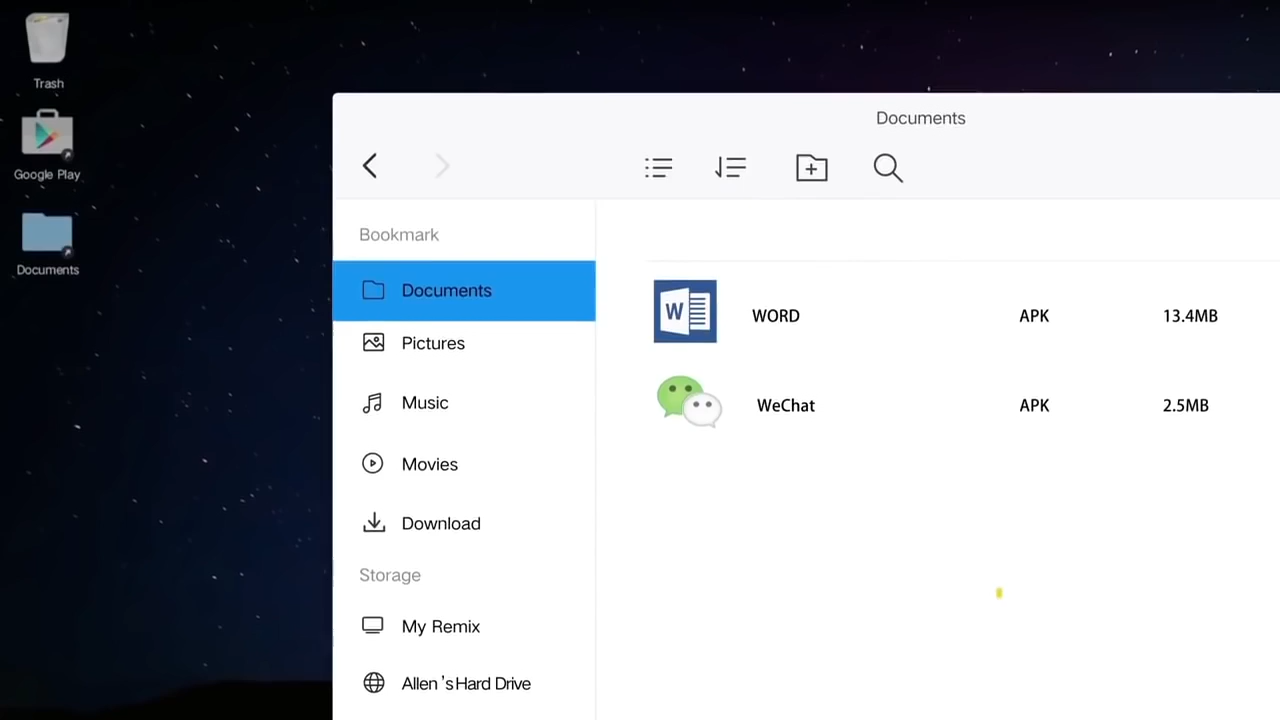 Trash
Google Play
Documents
Documents
Bookmark
Documents
Pictures
Music
Movies
Download
Storage
My Remix
Allen 's Hard Drive
W
WORD APK 13.4MB
WeChat APK 2.5MB